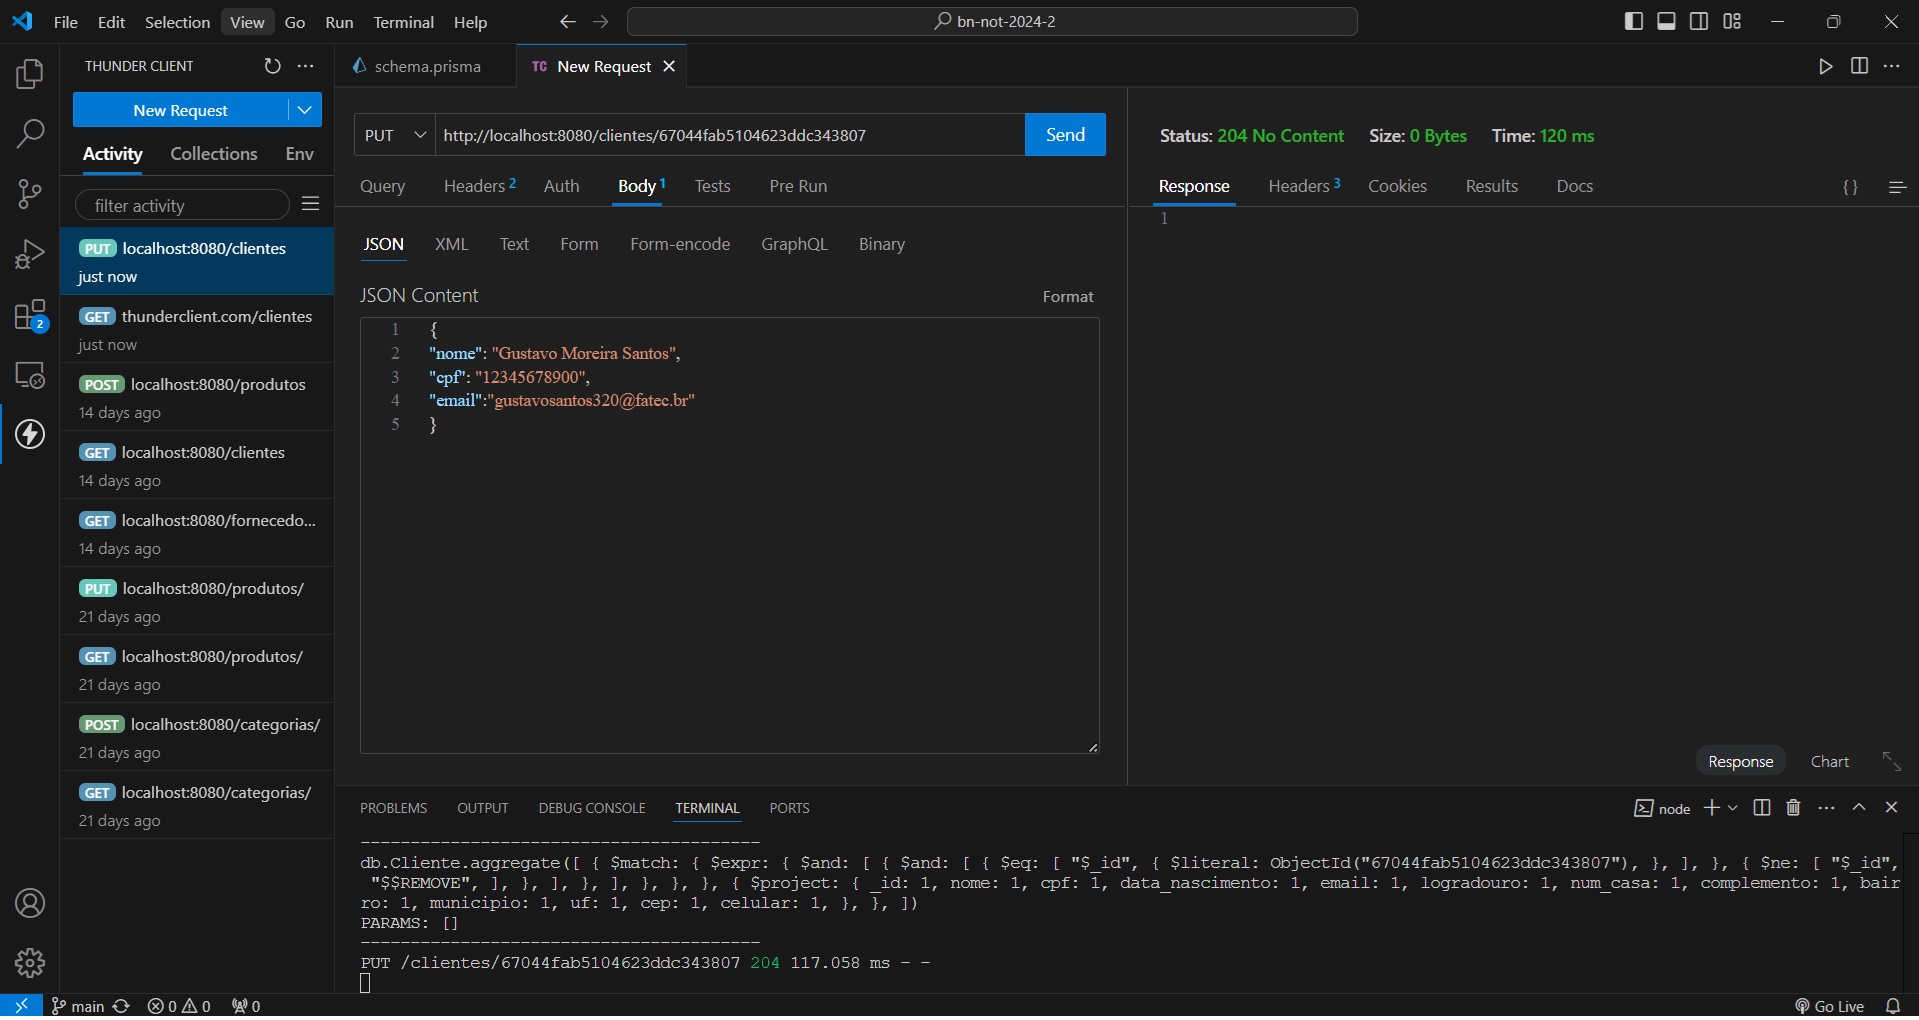 File Edit Selection View Go Run Terminal Help
bn-not-2024-2
THUNDER CLIENT
New Request
Activity Collections Env
filter activity
PUT localhost:8080/clientes
just now
GET thunderclient.com/clientes
just now
POST localhost:8080/produtos
14 days ago
GET localhost:8080/clientes
14 days ago
GET localhost:8080/fornecedo...
14 days ago
PUT localhost:8080/produtos/
21 days ago
GET localhost:8080/produtos/
21 days ago
POST localhost:8080/categorias/
21 days ago
GET localhost:8080/categorias/
21 days ago
2
schema.prisma
TC New Request
PUT http://localhost:8080/clientes/67044fab5104623ddc343807 Send
Query Headers 2 Auth Body 1 Tests Pre Run
JSON XML Text Form Form-encode GraphQL Binary
JSON Content Format
1 {
2 "nome": "Gustavo Moreira Santos",
3 "cpf": "12345678900",
4 "email":"gustavosantos320@fatec.br"
5 }
Status: 204 No Content Size: 0 Bytes Time: 120 ms
Response Headers 3 Cookies Results Docs {}
1
Response Chart
PROBLEMS OUTPUT DEBUG CONSOLE TERMINAL PORTS
node
----------------------------------------
db.Cliente.aggregate([ { $match: { $expr: { $and: [ { $and: [ { $eq: [ "$_id", { $literal: ObjectId("67044fab5104623ddc343807"), }, ], }, { $ne: [ "$_id",
"$$REMOVE", ], }, ], }, ], }, }, }, { $project: { _id: 1, nome: 1, cpf: 1, data_nascimento: 1, email: 1, logradouro: 1, num_casa: 1, complemento: 1, bair
ro: 1, municipio: 1, uf: 1, cep: 1, celular: 1, }, }, ])
PARAMS: []
----------------------------------------
PUT /clientes/67044fab5104623ddc343807 204 117.058 ms - -
main 0 0 0
Go Live